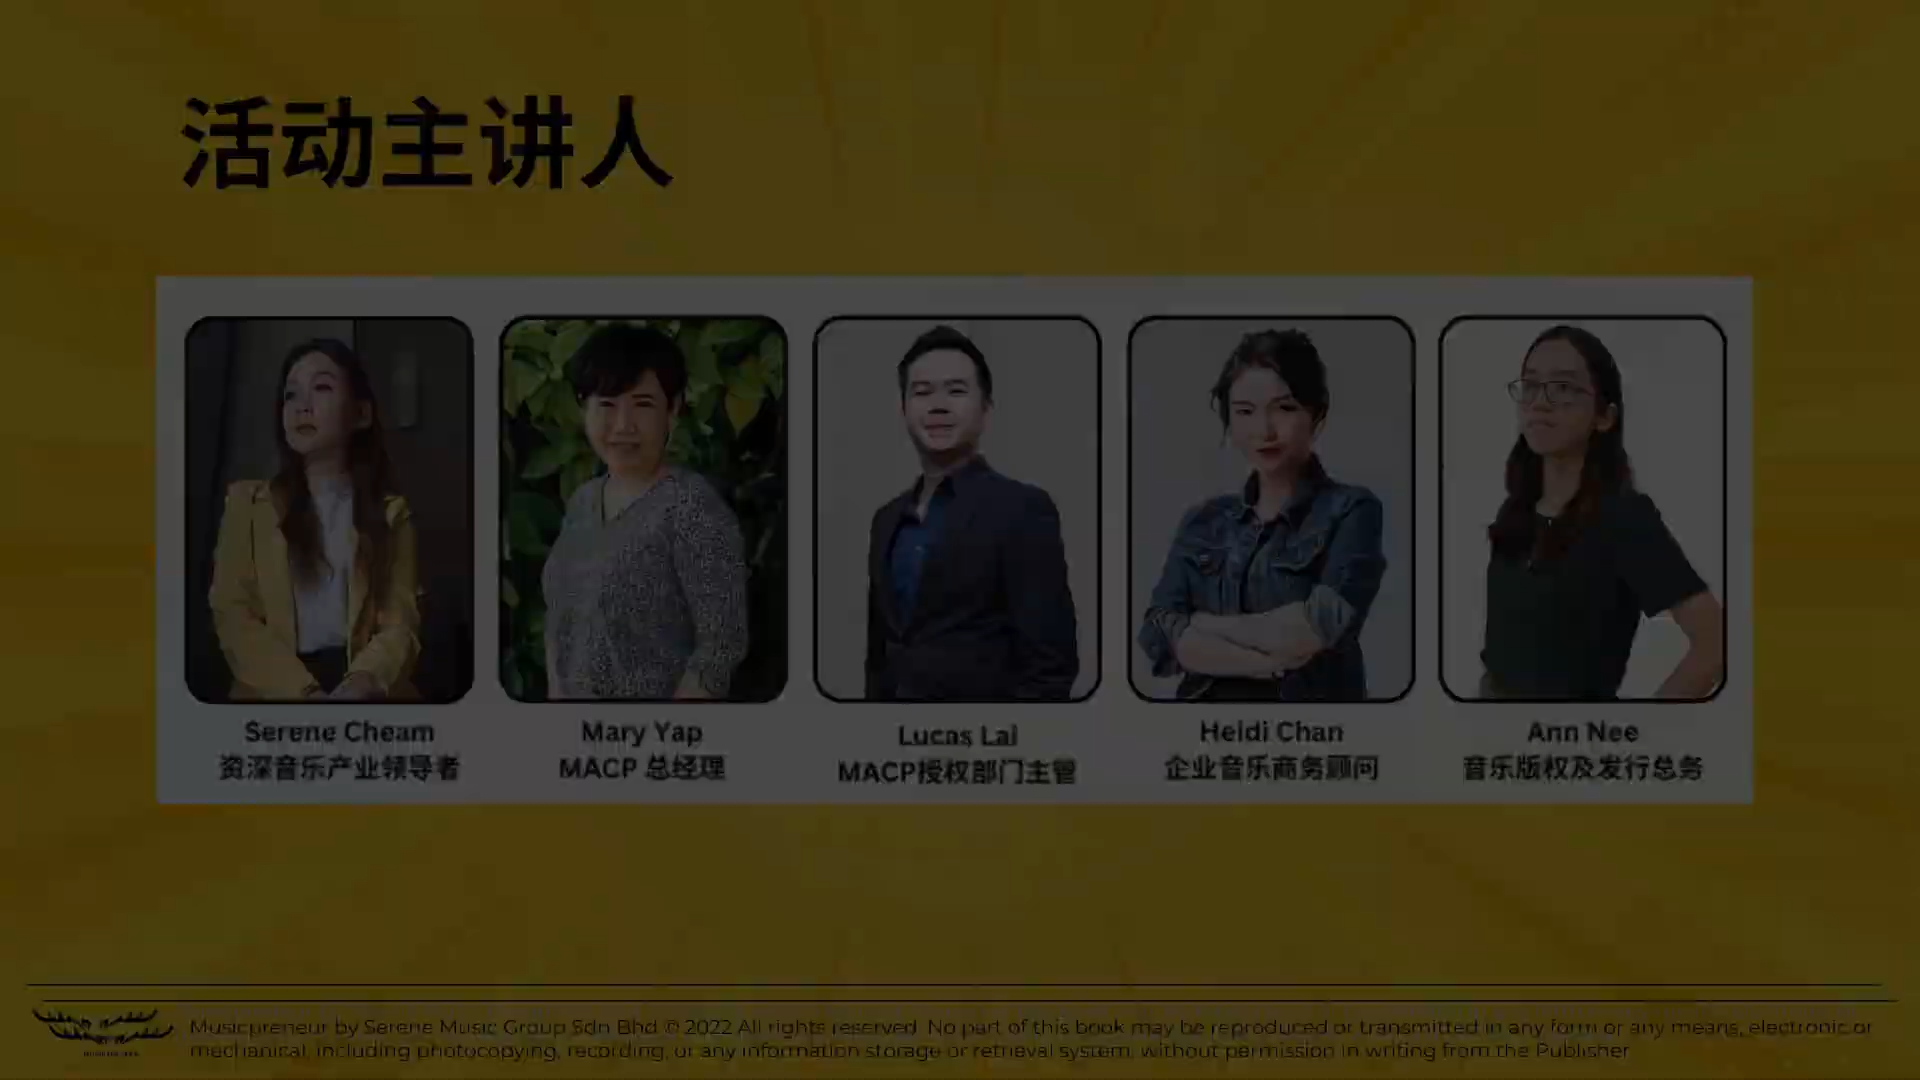 活动主讲人
Serene Cheam
资深音乐产业领导者
Mary Yap
MACP 总经理
Lucas Lai
MACP授权部门主管
Heidi Chan
企业音乐商务顾问
Ann Nee
音乐版权及发行总务
Musicpreneur by Serene Music Group Sdn Bhd © 2022 All rights reserved. No part of this book may be reproduced or transmitted in any form or any means, electronic or
mechanical, including photocopying, recording, or any information storage or retrieval system, without permission in writing from the Publisher